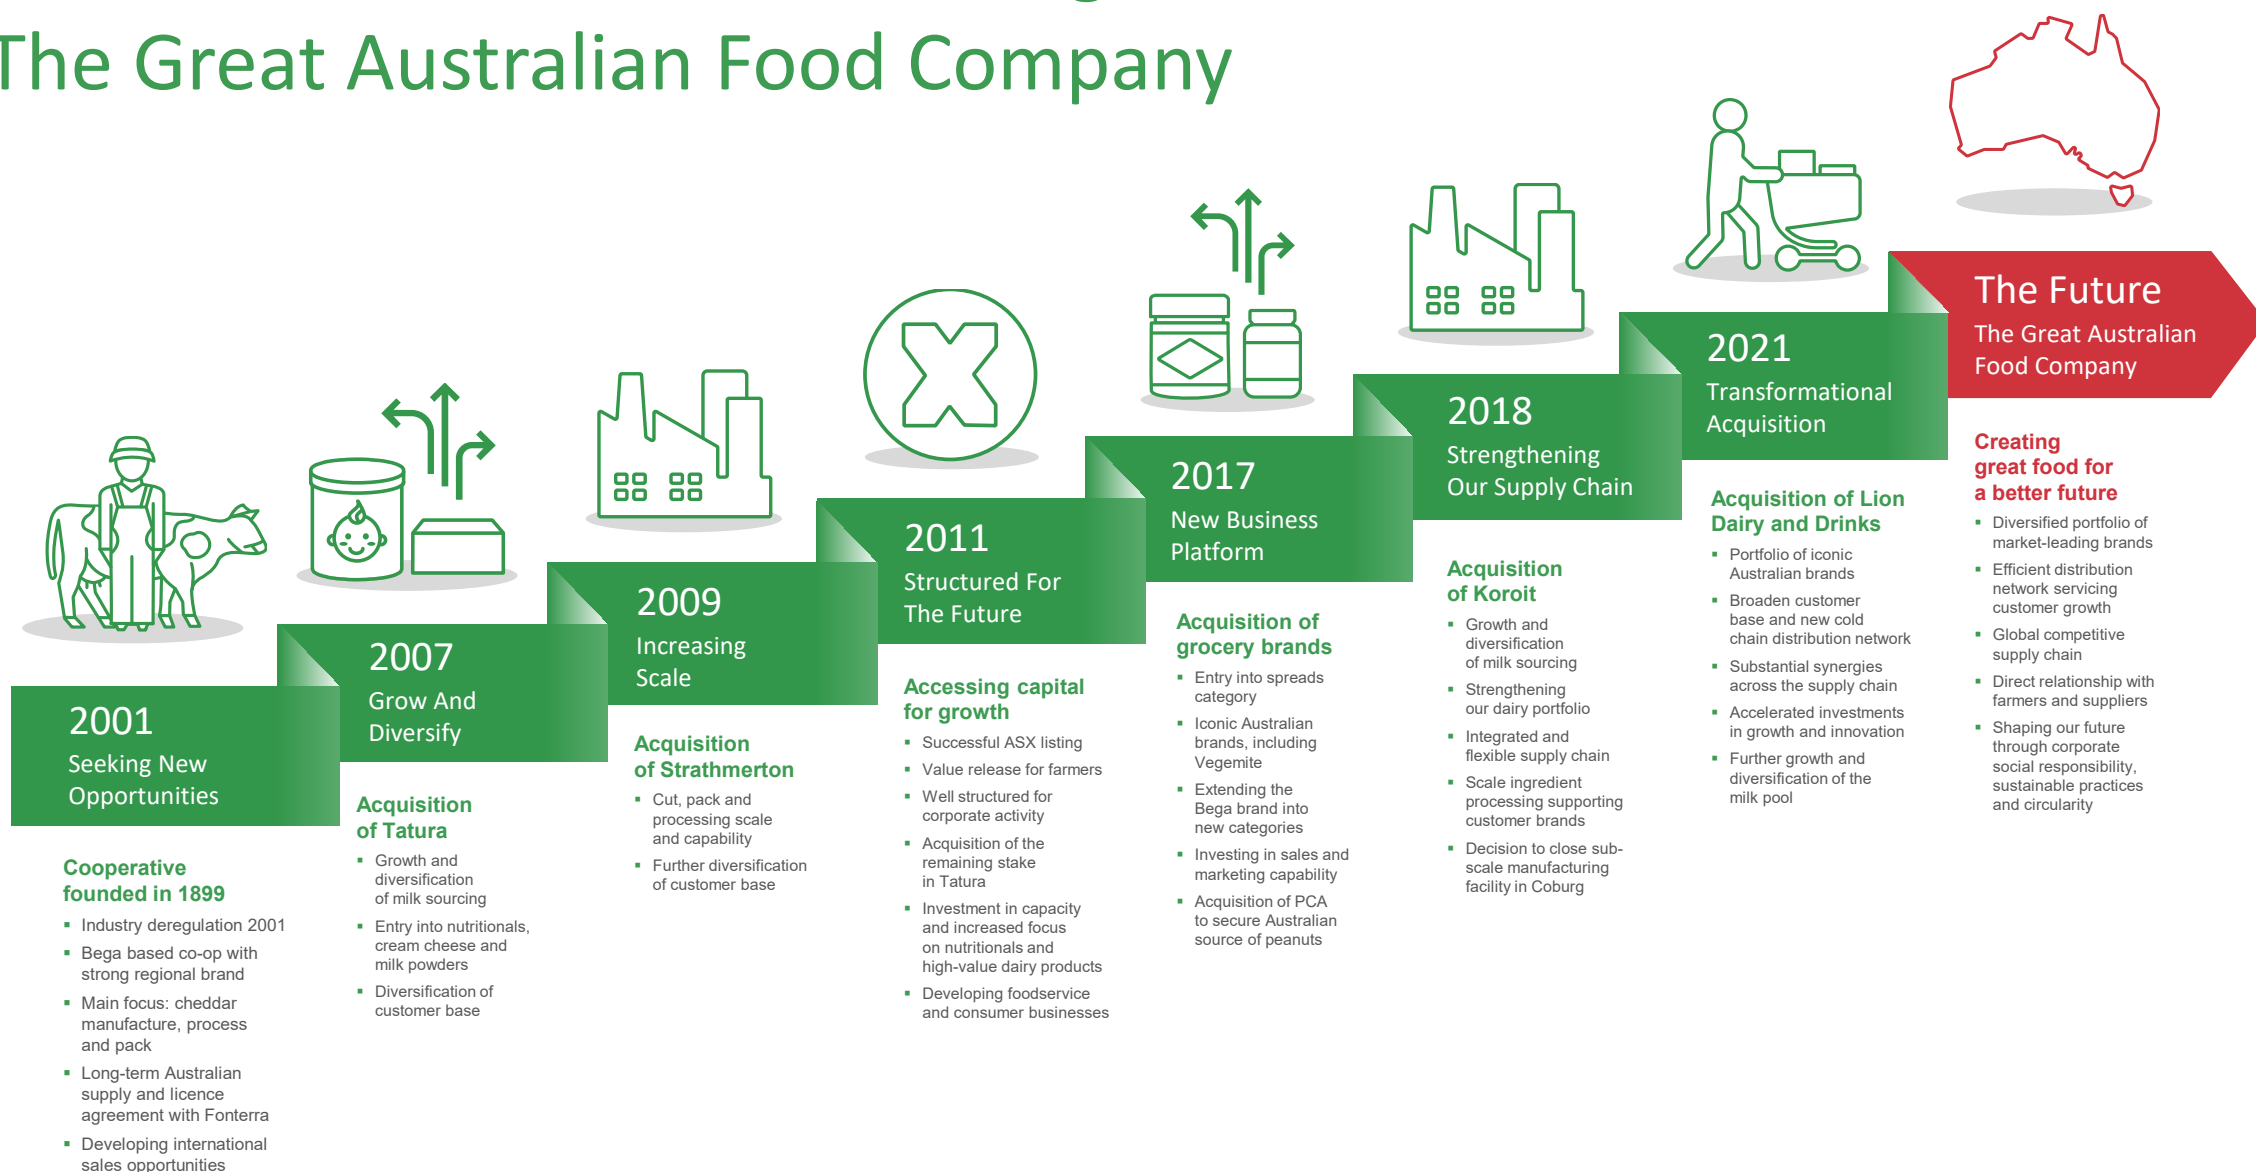 The Great Australian Food Company
2001
Seeking New
Opportunities
Cooperative
founded in 1899
▪ Industry deregulation 2001
▪ Bega based co-op with
strong regional brand
▪ Main focus: cheddar
manufacture, process
and pack
▪ Long-term Australian
supply and licence
agreement with Fonterra
▪ Developing international
sales opportunities
2007
Grow And
Diversify
Acquisition
of Tatura
▪ Growth and
diversification
of milk sourcing
▪ Entry into nutritionals,
cream cheese and
milk powders
▪ Diversification of
customer base
2009
Increasing
Scale
Acquisition
of Strathmerton
▪ Cut, pack and
processing scale
and capability
▪ Further diversification
of customer base
2011
Structured For
The Future
Accessing capital
for growth
▪ Successful ASX listing
▪ Value release for farmers
▪ Well structured for
corporate activity
▪ Acquisition of the
remaining stake
in Tatura
▪ Investment in capacity
and increased focus
on nutritionals and
high-value dairy products
▪ Developing foodservice
and consumer businesses
2017
New Business
Platform
Acquisition of
grocery brands
▪ Entry into spreads
category
▪ Iconic Australian
brands, including
Vegemite
▪ Extending the
Bega brand into
new categories
▪ Investing in sales and
marketing capability
▪ Acquisition of PCA
to secure Australian
source of peanuts
2018
Strengthening
Our Supply Chain
Acquisition
of Koroit
▪ Growth and
diversification
of milk sourcing
▪ Strengthening
our dairy portfolio
▪ Integrated and
flexible supply chain
▪ Scale ingredient
processing supporting
customer brands
▪ Decision to close sub-
scale manufacturing
facility in Coburg
2021
Transformational
Acquisition
Acquisition of Lion
Dairy and Drinks
▪ Portfolio of iconic
Australian brands
▪ Broaden customer
base and new cold
chain distribution network
▪ Substantial synergies
across the supply chain
▪ Accelerated investments
in growth and innovation
▪ Further growth and
diversification of the
milk pool
The Future
The Great Australian
Food Company
Creating
great food for
a better future
▪ Diversified portfolio of
market-leading brands
▪ Efficient distribution
network servicing
customer growth
▪ Global competitive
supply chain
▪ Direct relationship with
farmers and suppliers
▪ Shaping our future
through corporate
social responsibility,
sustainable practices
and circularity